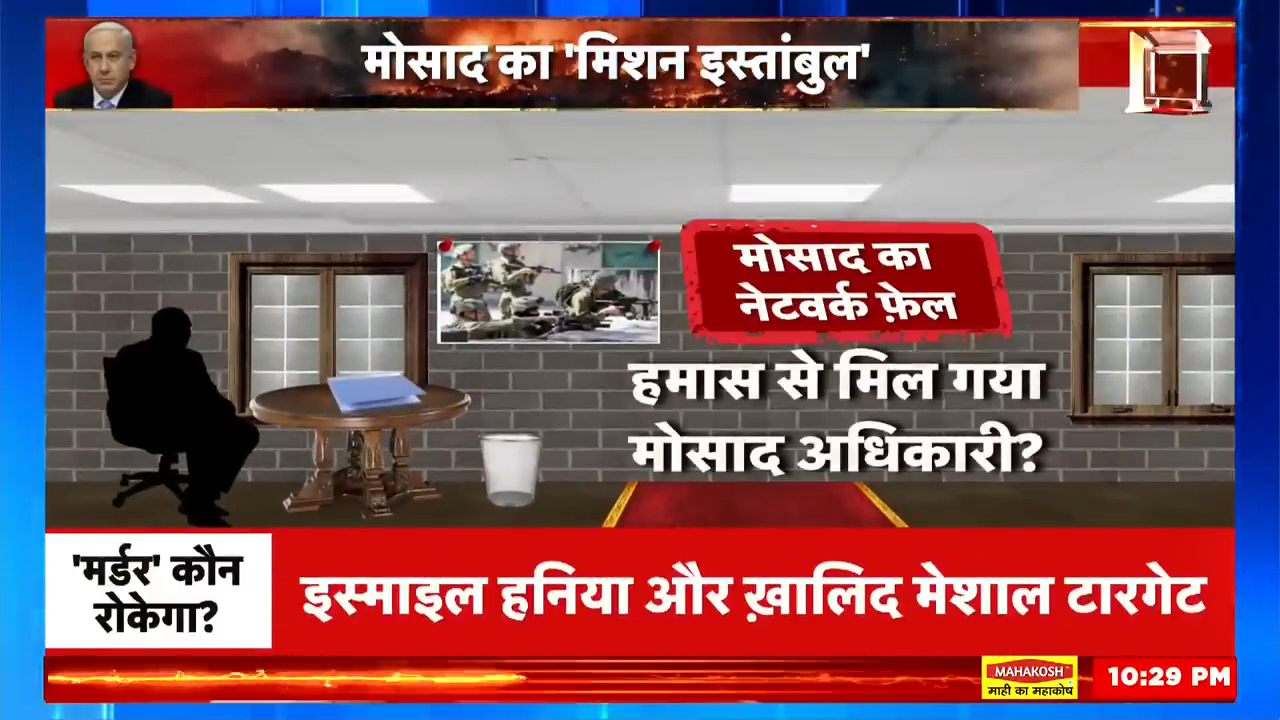 मोसाद का 'मिशन इस्तांबुल'
मोसाद का
नेटवर्क फ़ेल
हमास से मिल गया
मोसाद अधिकारी?
'मर्डर' कौन
रोकेगा?
इस्माइल हनिया और ख़ालिद मेशाल टारगेट
MAHAKOSH
माही का महाकोष
10:29 PM